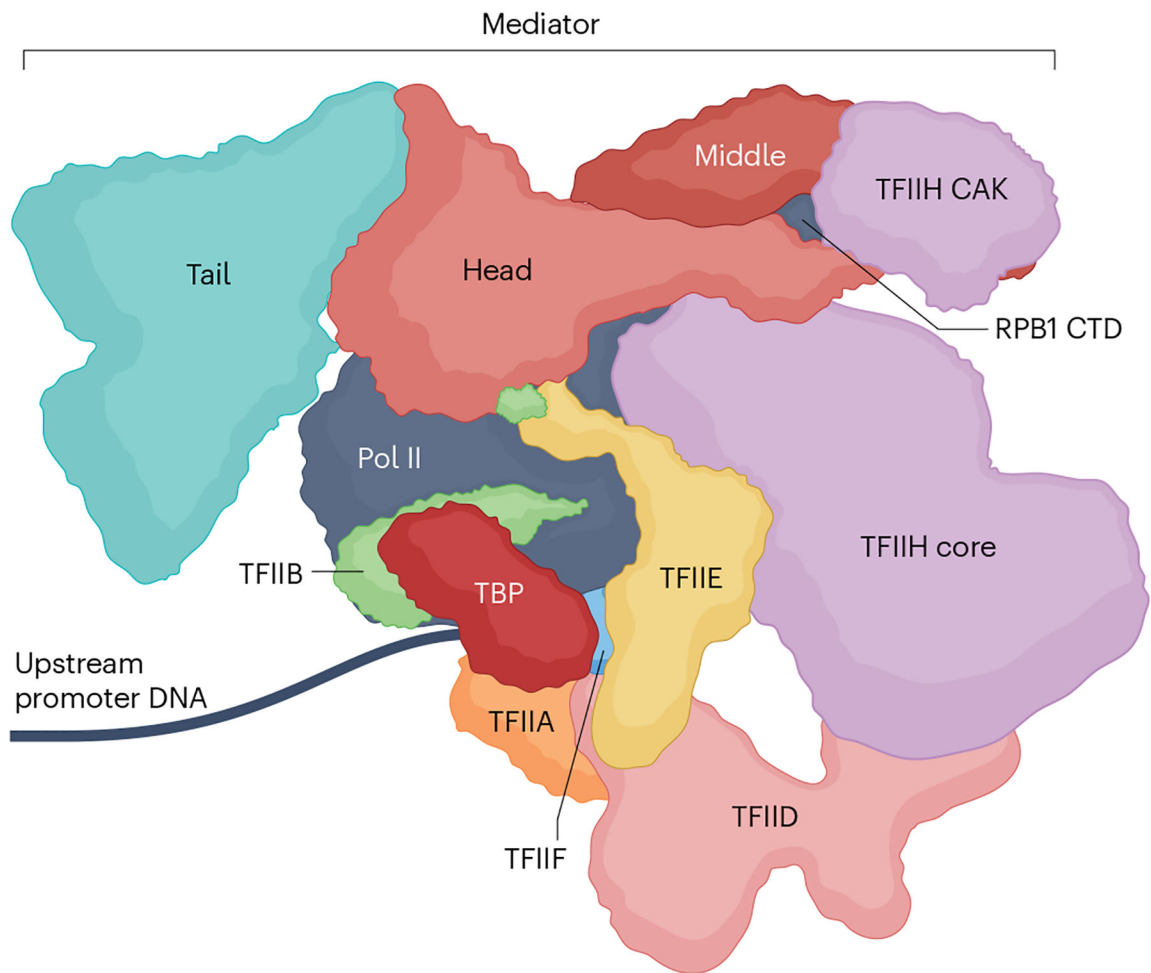 Mediator
Middle
TFIIH CAK
Tail
Head
RPB1 CTD
Pol II
TFIIH core
TFIIB
TBP
TFIIE
Upstream
promoter DNA
TFIIA
TFIID
TFIIF